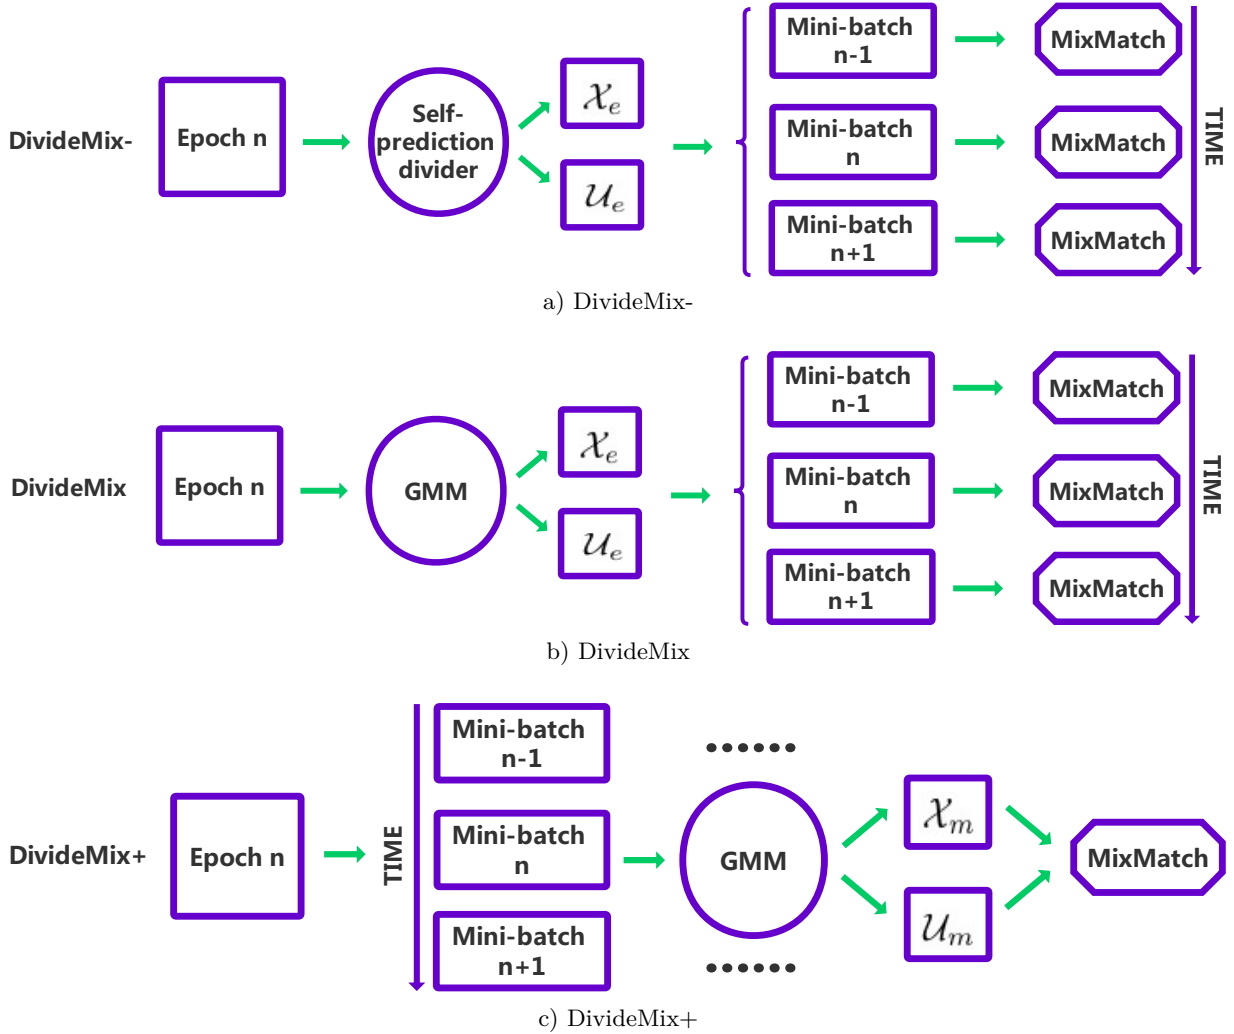 DivideMix-
Epoch n
Self-
prediction
divider
𝒳e
𝒰e
Mini-batch
n-1
MixMatch
Mini-batch
n
MixMatch
Mini-batch
n+1
MixMatch
TIME
a) DivideMix-
DivideMix
Epoch n
GMM
𝒳e
𝒰e
Mini-batch
n-1
MixMatch
Mini-batch
n
MixMatch
Mini-batch
n+1
MixMatch
TIME
b) DivideMix
DivideMix+
Epoch n
TIME
Mini-batch
n-1
Mini-batch
n
Mini-batch
n+1
......
GMM
......
𝒳m
𝒰m
MixMatch
c) DivideMix+